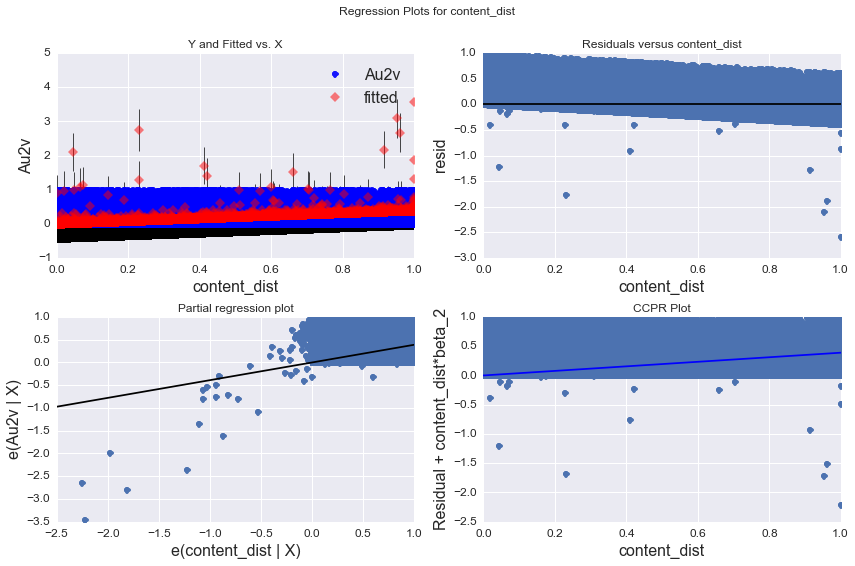 Regression Plots for content_dist
Y and Fitted vs. X
Au2v
5
4
3
2
1
0
−1
0.0 0.2 0.4 0.6 0.8 1.0
content_dist
Au2v
fitted
Residuals versus content_dist
resid
1.0
0.5
0.0
−0.5
−1.0
−1.5
−2.0
−2.5
−3.0
0.0 0.2 0.4 0.6 0.8 1.0
content_dist
Partial regression plot
e(Au2v | X)
1.0
0.5
0.0
−0.5
−1.0
−1.5
−2.0
−2.5
−3.0
−3.5
−2.5 −2.0 −1.5 −1.0 −0.5 0.0 0.5 1.0
e(content_dist | X)
CCPR Plot
Residual + content_dist*beta_2
1.0
0.5
0.0
−0.5
−1.0
−1.5
−2.0
−2.5
0.0 0.2 0.4 0.6 0.8 1.0
content_dist